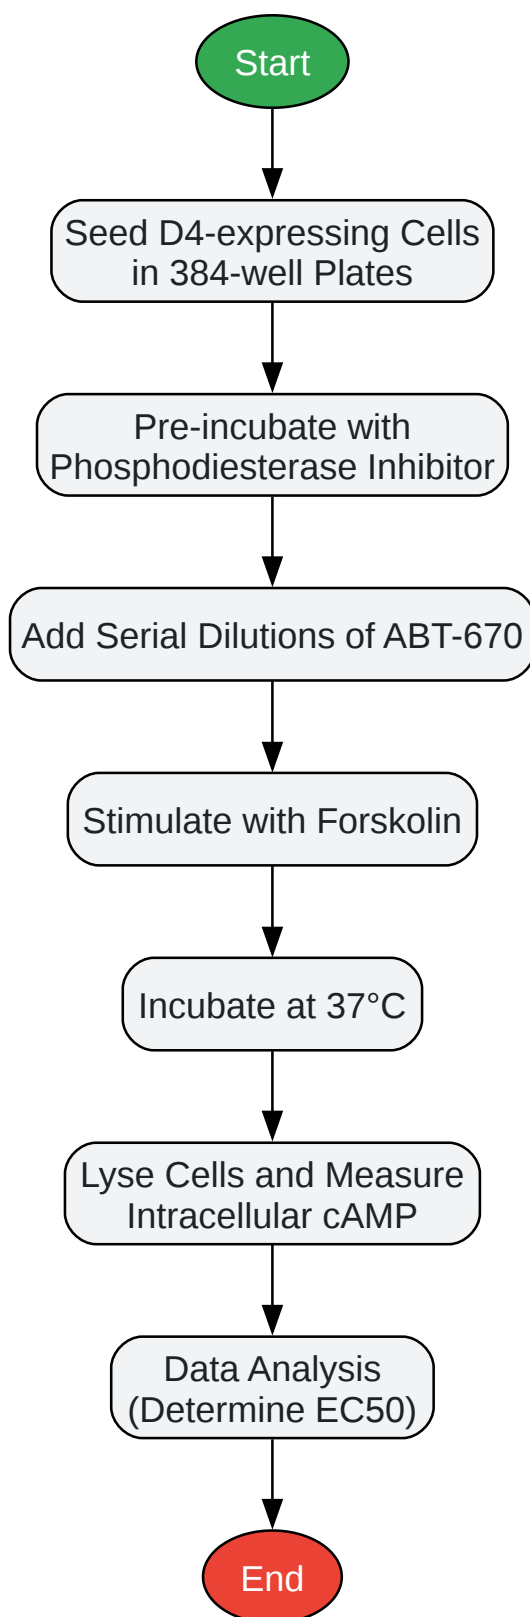 Start
Seed D4-expressing Cells
in 384-well Plates
Pre-incubate with
Phosphodiesterase Inhibitor
Add Serial Dilutions of ABT-670
Stimulate with Forskolin
Incubate at 37°C
Lyse Cells and Measure
Intracellular cAMP
Data Analysis
(Determine EC50)
End